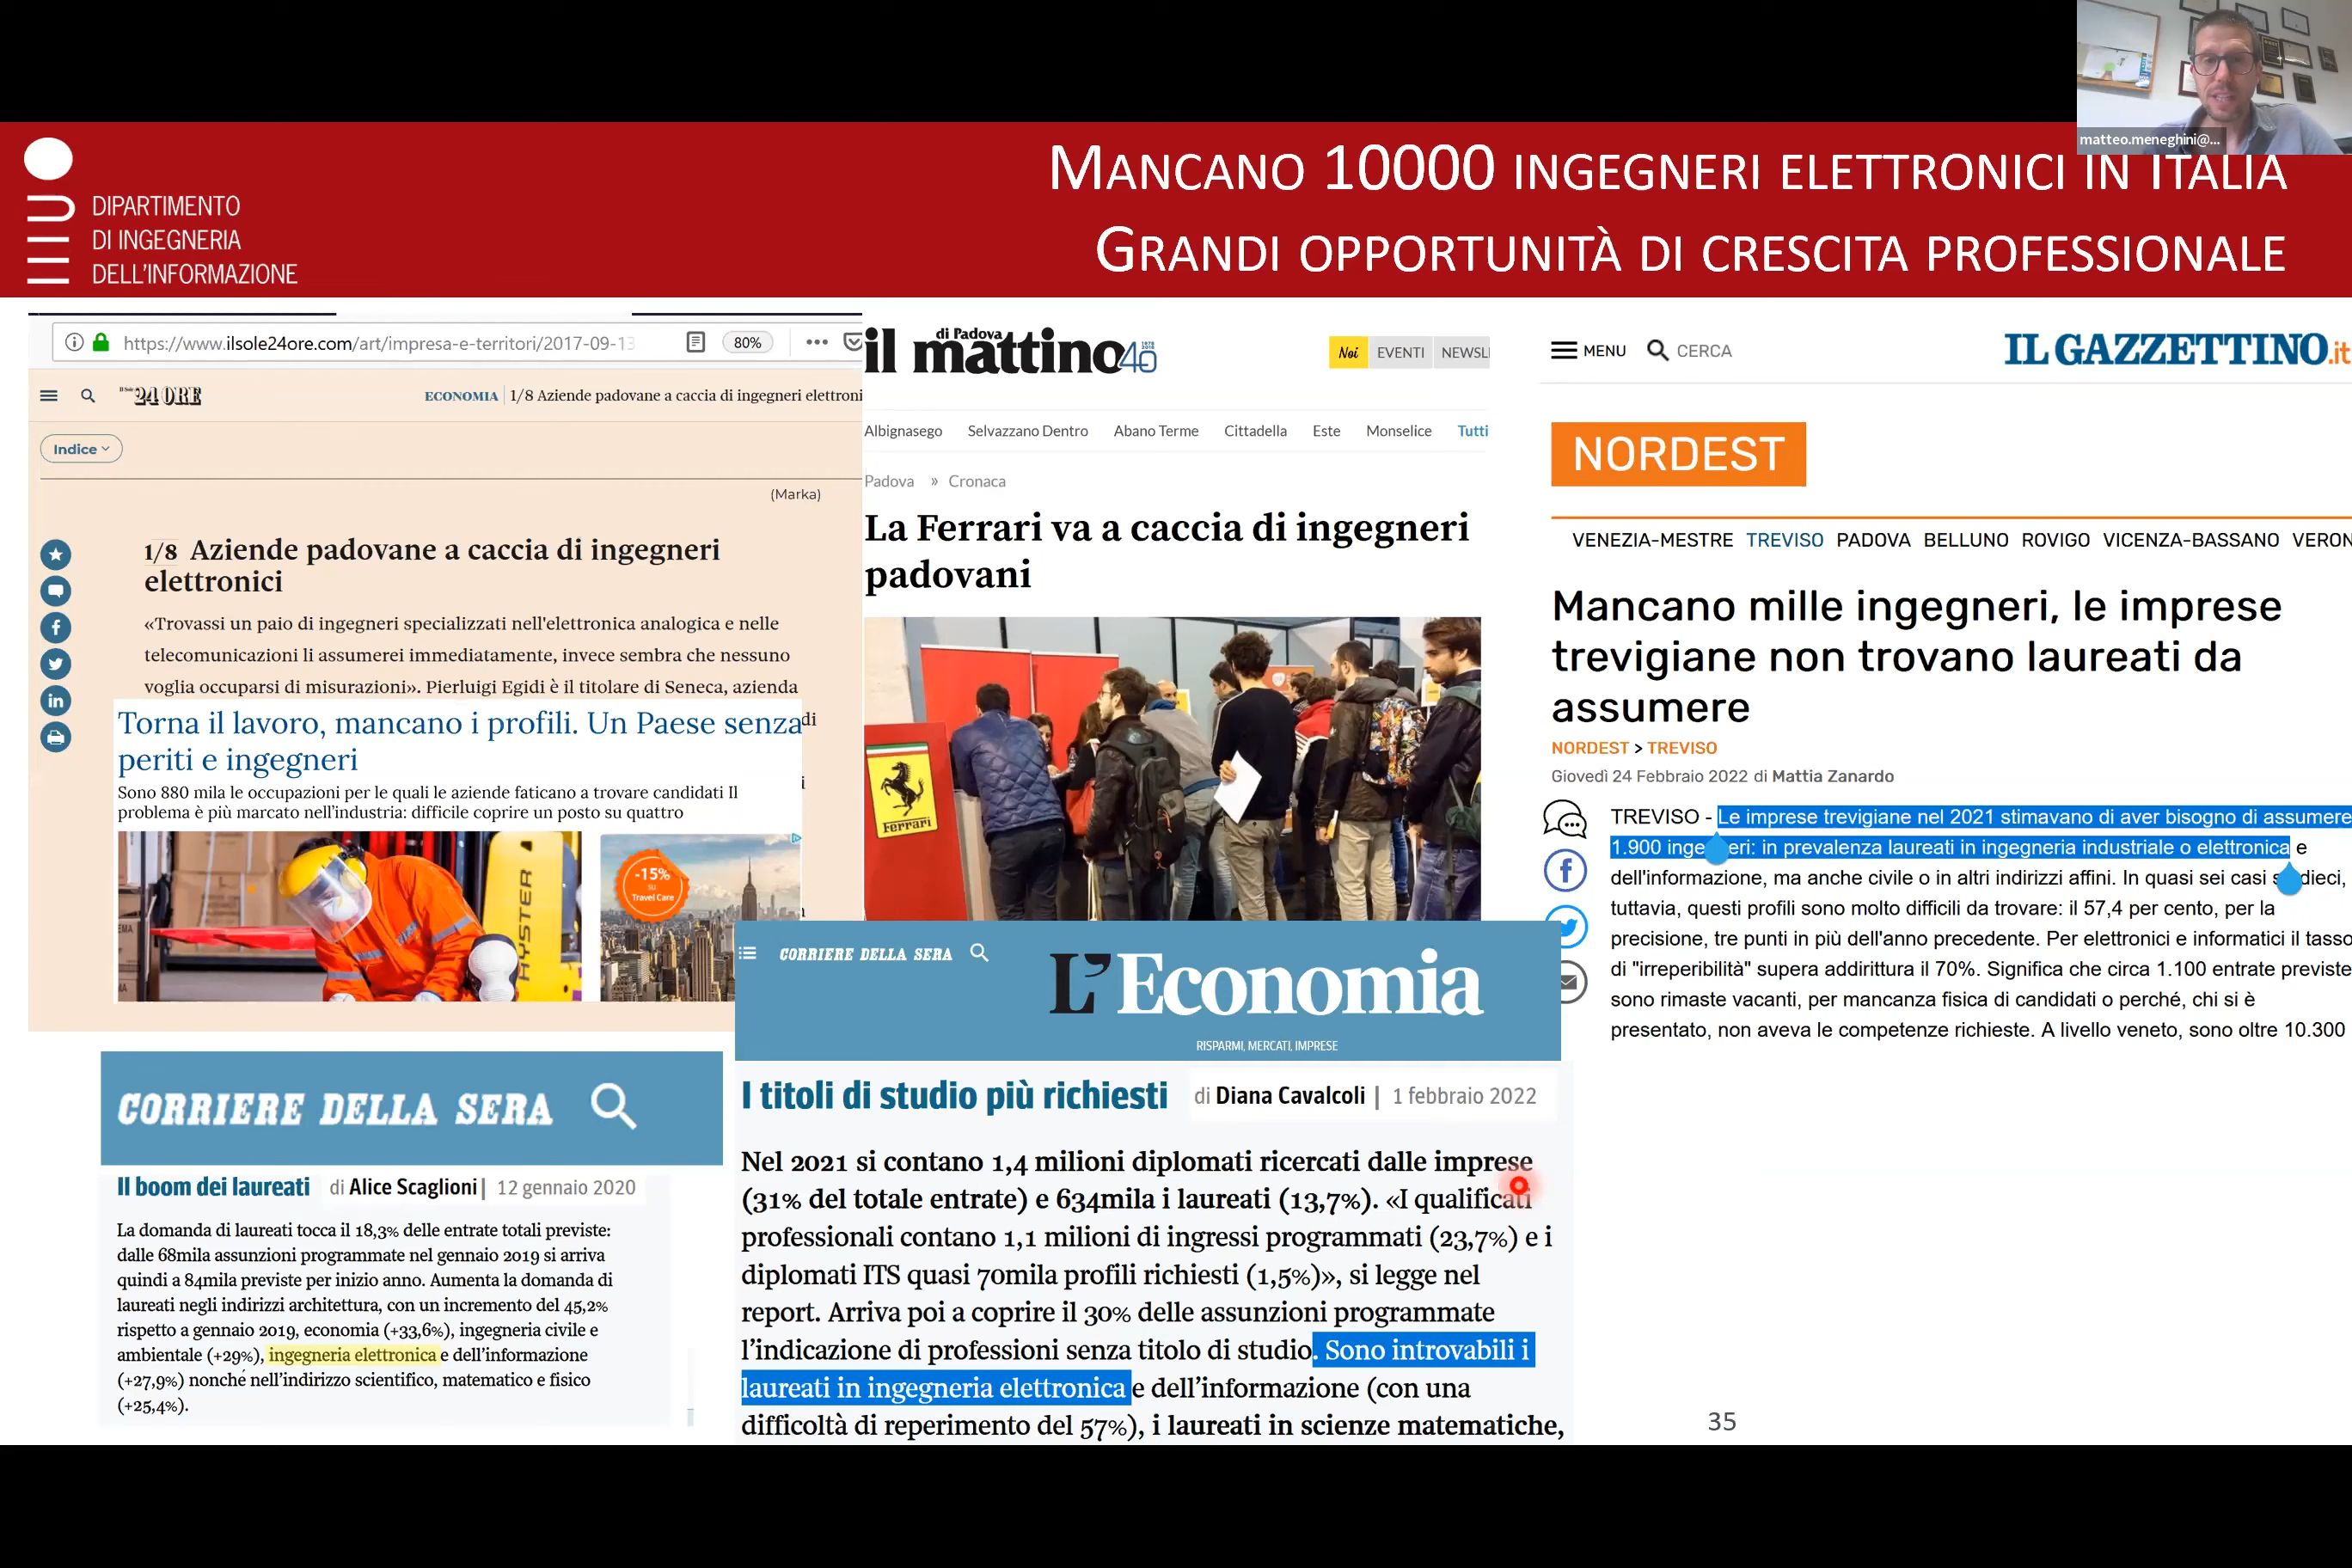 matteo.meneghini@...
MANCANO 10000 INGEGNERI ELETTRONICI IN ITALIA
GRANDI OPPORTUNITÀ DI CRESCITA PROFESSIONALE
DIPARTIMENTO
DI INGEGNERIA
DELL'INFORMAZIONE
https://www.ilsole24ore.com/art/impresa-e-territori/2017-09-13
80%
24 ORE
ECONOMIA 1/8 Aziende padovane a caccia di ingegneri elettroni
Indice
(Marka)
1/8 Aziende padovane a caccia di ingegneri
elettronici
«Trovassi un paio di ingegneri specializzati nell'elettronica analogica e nelle
telecomunicazioni li assumerei immediatamente, invece sembra che nessuno
voglia occuparsi di misurazioni». Pierluigi Egidi è il titolare di Seneca, azienda
di
Torna il lavoro, mancano i profili. Un Paese senza
periti e ingegneri
Sono 880 mila le occupazioni per le quali le aziende faticano a trovare candidati Il
problema è più marcato nell'industria: difficile coprire un posto su quattro
HYSTER
-15%
su
Travel Care
CORRIERE DELLA SERA
Il boom dei laureati di Alice Scaglioni | 12 gennaio 2020
La domanda di laureati tocca il 18,3% delle entrate totali previste:
dalle 68mila assunzioni programmate nel gennaio 2019 si arriva
quindi a 84mila previste per inizio anno. Aumenta la domanda di
laureati negli indirizzi architettura, con un incremento del 45,2%
rispetto a gennaio 2019, economia (+33,6%), ingegneria civile e
ambientale (+29%), ingegneria elettronica e dell'informazione
(+27,9%) nonché nell'indirizzo scientifico, matematico e fisico
(+25,4%).
il mattino
di Padova
40
Noi EVENTI NEWSL
Albignasego Selvazzano Dentro Abano Terme Cittadella Este Monselice Tutti
Padova » Cronaca
La Ferrari va a caccia di ingegneri
padovani
Ferrari
CORRIERE DELLA SERA
L'Economia
RISPARMI, MERCATI, IMPRESE
I titoli di studio più richiesti di Diana Cavalcoli | 1 febbraio 2022
Nel 2021 si contano 1,4 milioni diplomati ricercati dalle imprese
(31% del totale entrate) e 634mila i laureati (13,7%). «I qualificati
professionali contano 1,1 milioni di ingressi programmati (23,7%) e i
diplomati ITS quasi 70mila profili richiesti (1,5%)», si legge nel
report. Arriva poi a coprire il 30% delle assunzioni programmate
l'indicazione di professioni senza titolo di studio. Sono introvabili i
laureati in ingegneria elettronica e dell'informazione (con una
difficoltà di reperimento del 57%), i laureati in scienze matematiche,
MENU CERCA
IL GAZZETTINO.it
NORDEST
VENEZIA-MESTRE TREVISO PADOVA BELLUNO ROVIGO VICENZA-BASSANO VERON
Mancano mille ingegneri, le imprese
trevigiane non trovano laureati da
assumere
NORDEST > TREVISO
Giovedì 24 Febbraio 2022 di Mattia Zanardo
TREVISO - Le imprese trevigiane nel 2021 stimavano di aver bisogno di assumere
1.900 ingegneri: in prevalenza laureati in ingegneria industriale o elettronica e
dell'informazione, ma anche civile o in altri indirizzi affini. In quasi sei casi su dieci,
tuttavia, questi profili sono molto difficili da trovare: il 57,4 per cento, per la
precisione, tre punti in più dell'anno precedente. Per elettronici e informatici il tasso
di "irreperibilità" supera addirittura il 70%. Significa che circa 1.100 entrate previste
sono rimaste vacanti, per mancanza fisica di candidati o perché, chi si è
presentato, non aveva le competenze richieste. A livello veneto, sono oltre 10.300
35